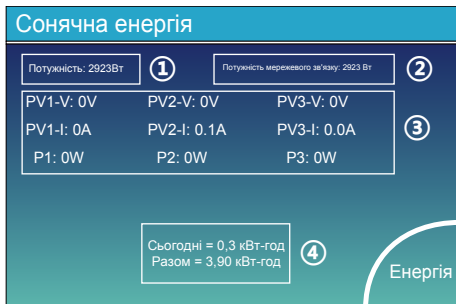 Сонячна енергія
Потужність: 2923Вт ① Потужність мережевого зв'язку: 2923 Вт ②
PV1-V: 0V PV2-V: 0V PV3-V: 0V
PV1-I: 0A PV2-I: 0.1A PV3-I: 0.0A ③
P1: 0W P2: 0W P3: 0W
Сьогодні = 0,3 кВт-год
Разом = 3,90 кВт-год ④
Енергія